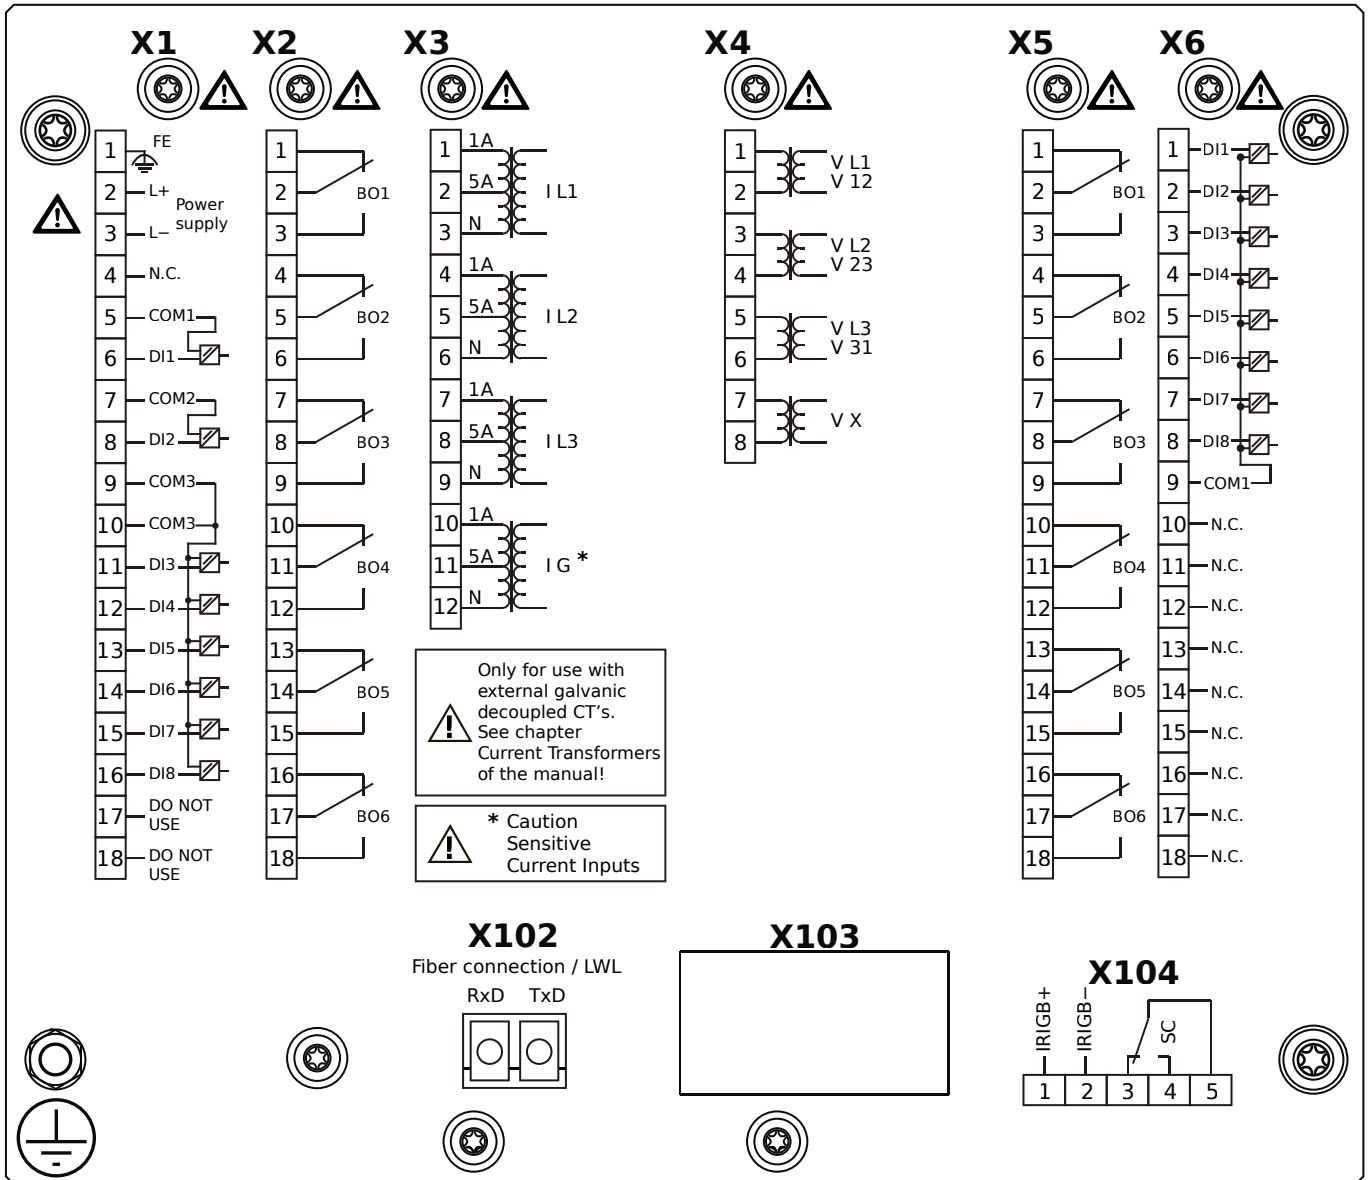 X1 X2 X3 X4 X5 X6
1 FE
2 L+
Power
supply
3 L−
4 N.C.
5 COM1
6 DI1
7 COM2
8 DI2
9 COM3
10 COM3
11 DI3
12 DI4
13 DI5
14 DI6
15 DI7
16 DI8
17 DO NOT
USE
18 DO NOT
USE
1
2 BO1
3
4
5 BO2
6
7
8 BO3
9
10
11 BO4
12
13
14 BO5
15
16
17 BO6
18
1 1A
2 5A I L1
3 N
4 1A
5 5A I L2
6 N
7 1A
8 5A I L3
9 N
10 1A
11 5A I G *
12 N
Only for use with
external galvanic
decoupled CT's.
See chapter
Current Transformers
of the manual!
* Caution
Sensitive
Current Inputs
1 V L1
2 V 12
3 V L2
4 V 23
5 V L3
6 V 31
7 V X
8
1
2 BO1
3
4
5 BO2
6
7
8 BO3
9
10
11 BO4
12
13
14 BO5
15
16
17 BO6
18
1 DI1
2 DI2
3 DI3
4 DI4
5 DI5
6 DI6
7 DI7
8 DI8
9 COM1
10 N.C.
11 N.C.
12 N.C.
13 N.C.
14 N.C.
15 N.C.
16 N.C.
17 N.C.
18 N.C.
X102
Fiber connection / LWL
RxD TxD
X103
X104
IRIGB+
IRIGB−
SC
1 2 3 4 5